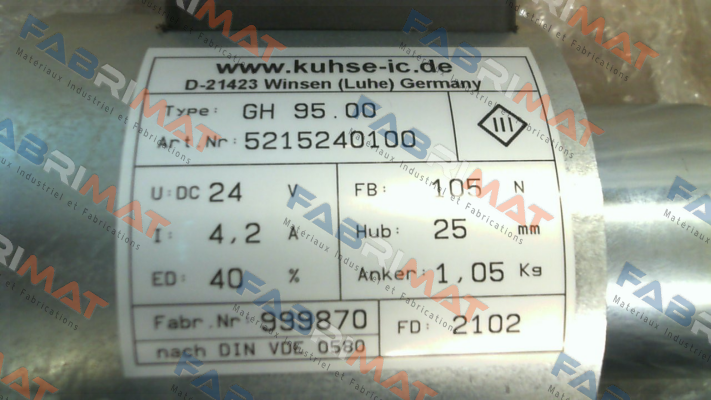 www.kuhse-ic.de
D-21423 Winsen (Luhe) Germany
Type: GH 95.00
Art.Nr: 5215240100
III
U: DC 24 V
I: 4,2 A
ED: 40 %
FB: 105 N
Hub: 25 mm
Anker: 1,05 Kg
Fabr.Nr 999870
FD: 2102
nach DIN VDE 0580
FABRIMAT
Materiaux Industriel et Fabrications